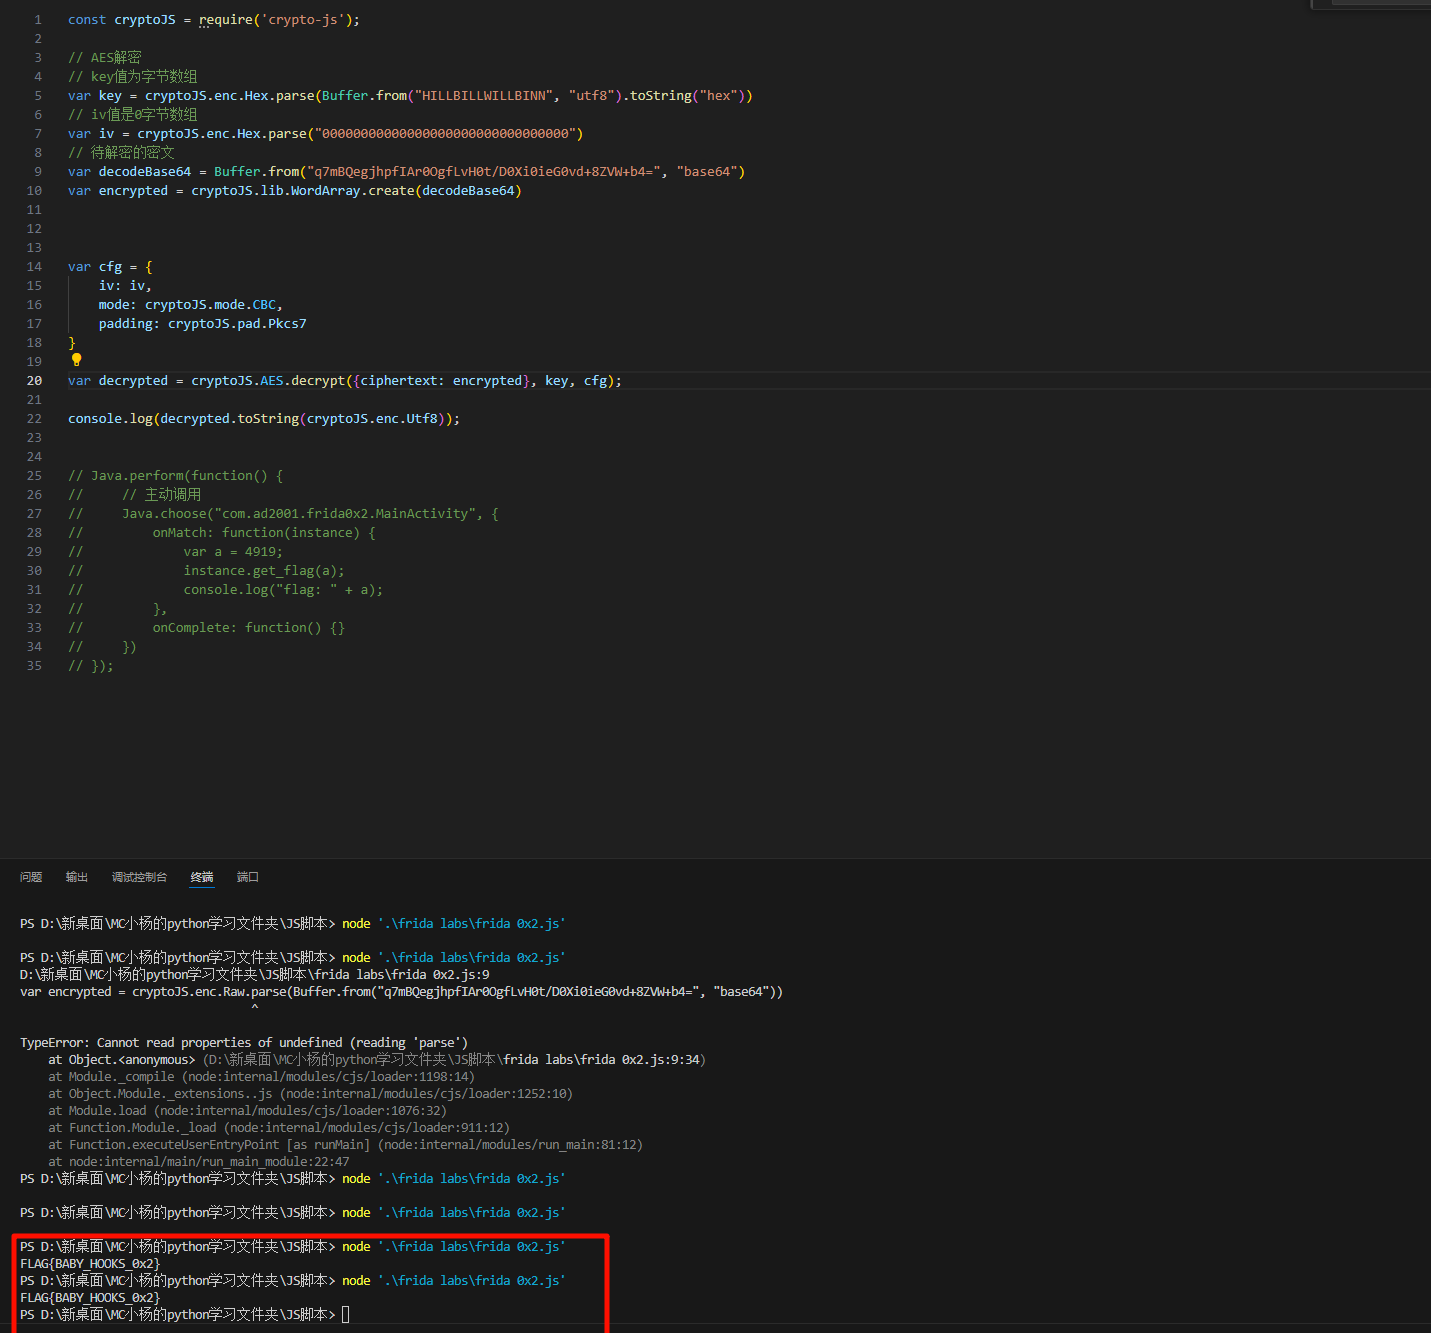 1 const cryptoJS = require('crypto-js');
2
3 // AES解密
4 // key值为字节数组
5 var key = cryptoJS.enc.Hex.parse(Buffer.from("HILLBILLWILLBINN", "utf8").toString("hex"))
6 // iv值是0字节数组
7 var iv = cryptoJS.enc.Hex.parse("00000000000000000000000000000000")
8 // 待解密的密文
9 var decodeBase64 = Buffer.from("q7mBQegjhpfIAr0OgfLvH0t/D0Xi0ieG0vd+8ZVW+b4=", "base64")
10 var encrypted = cryptoJS.lib.WordArray.create(decodeBase64)
11
12
13
14 var cfg = {
15 iv: iv,
16 mode: cryptoJS.mode.CBC,
17 padding: cryptoJS.pad.Pkcs7
18 }
19
20 var decrypted = cryptoJS.AES.decrypt({ciphertext: encrypted}, key, cfg);
21
22 console.log(decrypted.toString(cryptoJS.enc.Utf8));
23
24
25 // Java.perform(function() {
26 // // 主动调用
27 // Java.choose("com.ad2001.frida0x2.MainActivity", {
28 // onMatch: function(instance) {
29 // var a = 4919;
30 // instance.get_flag(a);
31 // console.log("flag: " + a);
32 // },
33 // onComplete: function() {}
34 // })
35 // });
问题 输出 调试控制台 终端 端口
PS D:\新桌面\MC小杨的python学习文件夹\JS脚本> node '.\frida labs\frida 0x2.js'
PS D:\新桌面\MC小杨的python学习文件夹\JS脚本> node '.\frida labs\frida 0x2.js'
D:\新桌面\MC小杨的python学习文件夹\JS脚本\frida labs\frida 0x2.js:9
var encrypted = cryptoJS.enc.Raw.parse(Buffer.from("q7mBQegjhpfIAr0OgfLvH0t/D0Xi0ieG0vd+8ZVW+b4=", "base64"))
^
TypeError: Cannot read properties of undefined (reading 'parse')
at Object.<anonymous> (D:\新桌面\MC小杨的python学习文件夹\JS脚本\frida labs\frida 0x2.js:9:34)
at Module._compile (node:internal/modules/cjs/loader:1198:14)
at Object.Module._extensions..js (node:internal/modules/cjs/loader:1252:10)
at Module.load (node:internal/modules/cjs/loader:1076:32)
at Function.Module._load (node:internal/modules/cjs/loader:911:12)
at Function.executeUserEntryPoint [as runMain] (node:internal/modules/run_main:81:12)
at node:internal/main/run_main_module:22:47
PS D:\新桌面\MC小杨的python学习文件夹\JS脚本> node '.\frida labs\frida 0x2.js'
PS D:\新桌面\MC小杨的python学习文件夹\JS脚本> node '.\frida labs\frida 0x2.js'
PS D:\新桌面\MC小杨的python学习文件夹\JS脚本> node '.\frida labs\frida 0x2.js'
FLAG{BABY_HOOKS_0x2}
PS D:\新桌面\MC小杨的python学习文件夹\JS脚本> node '.\frida labs\frida 0x2.js'
FLAG{BABY_HOOKS_0x2}
PS D:\新桌面\MC小杨的python学习文件夹\JS脚本>